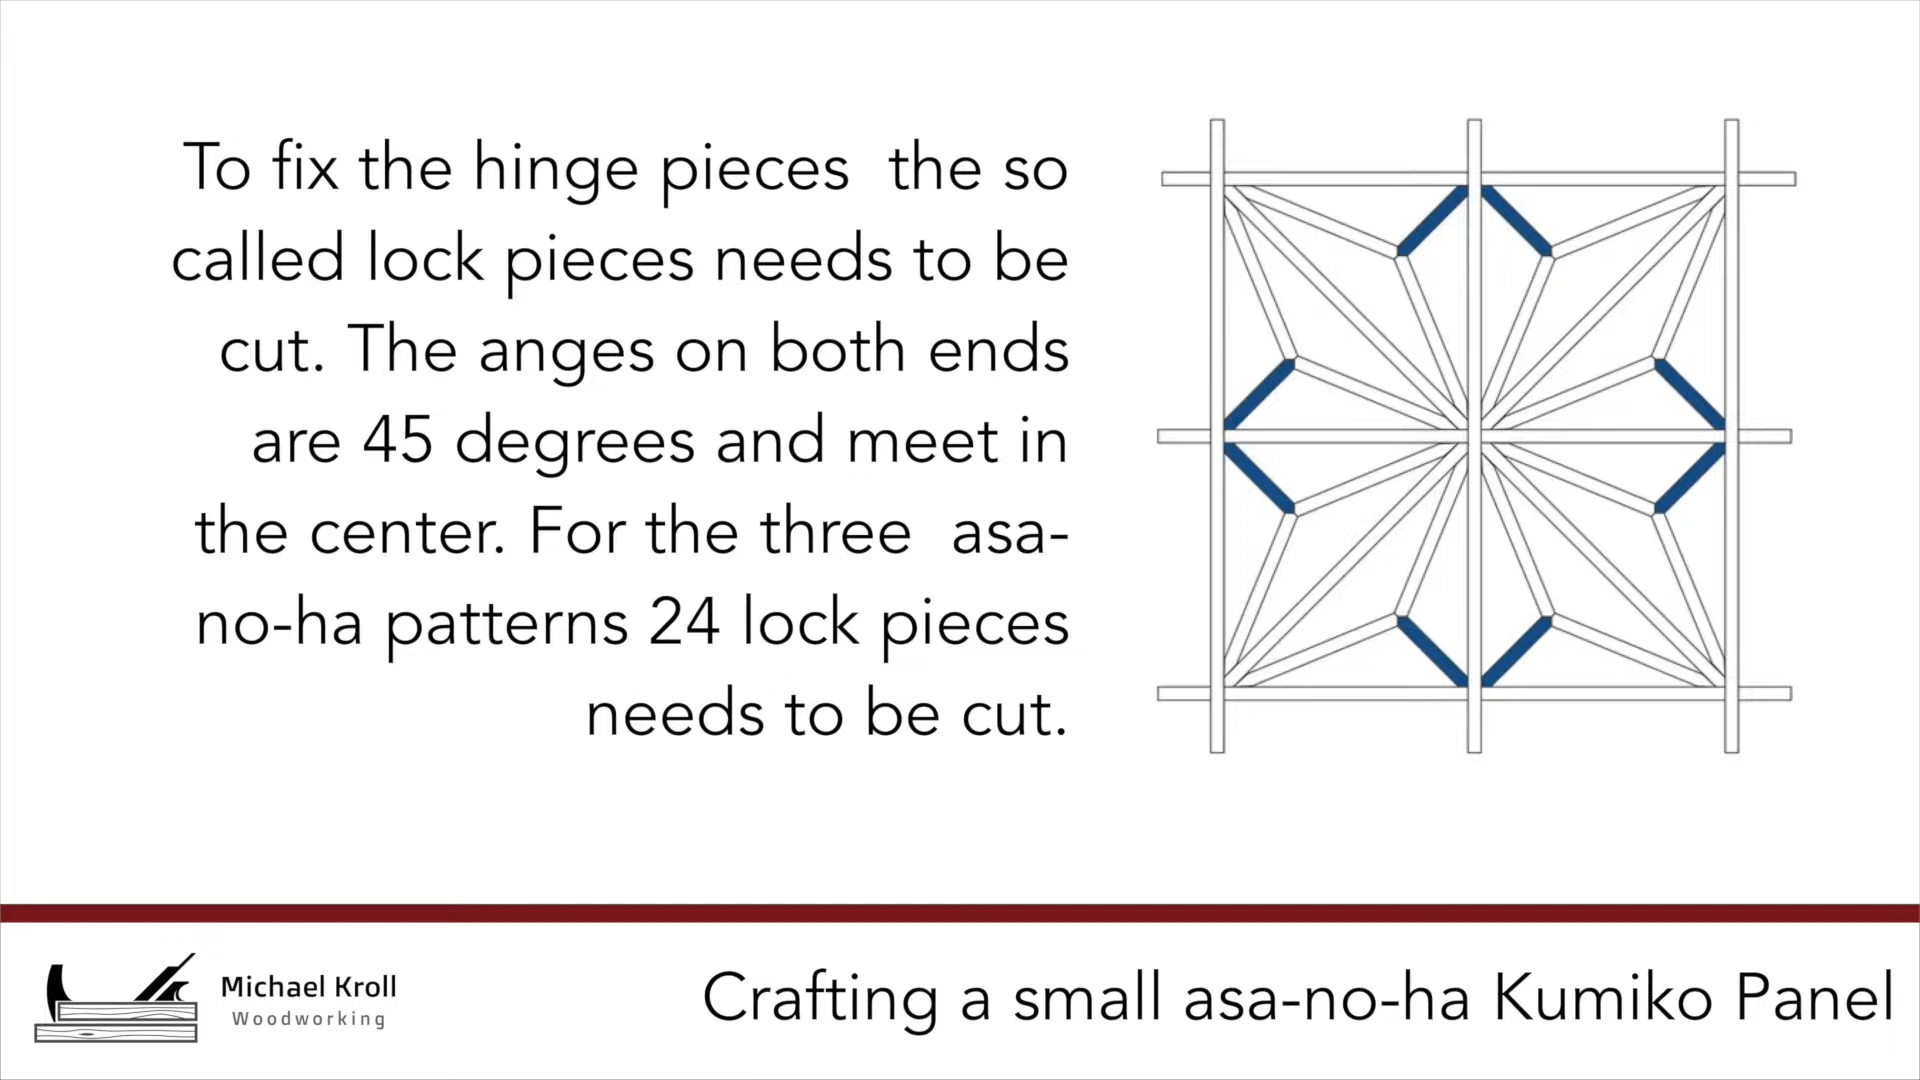 To fix the hinge pieces  the so
called lock pieces needs to be
cut. The anges on both ends
are 45 degrees and meet in
the center. For the three  asa-
no-ha patterns 24 lock pieces
needs to be cut.
Michael Kroll
Woodworking
Crafting a small asa-no-ha Kumiko Panel